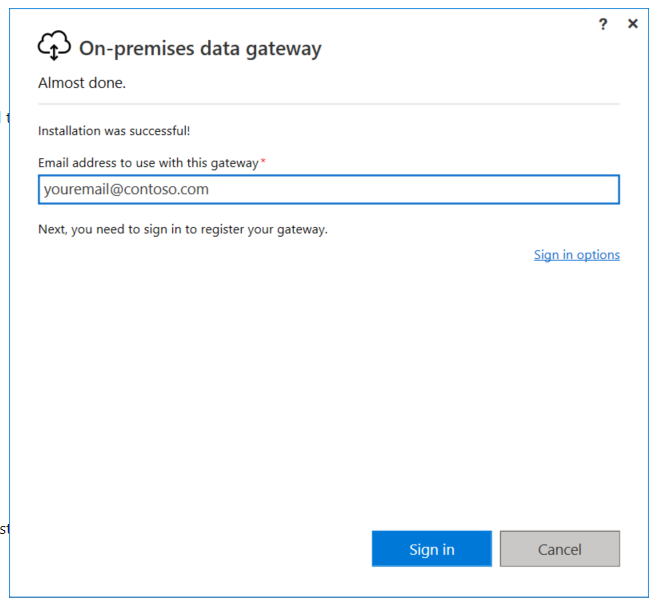 ? ×
On-premises data gateway
Almost done.
Installation was successful!
Email address to use with this gateway*
youremail@contoso.com
Next, you need to sign in to register your gateway.
Sign in options
st
Sign in Cancel